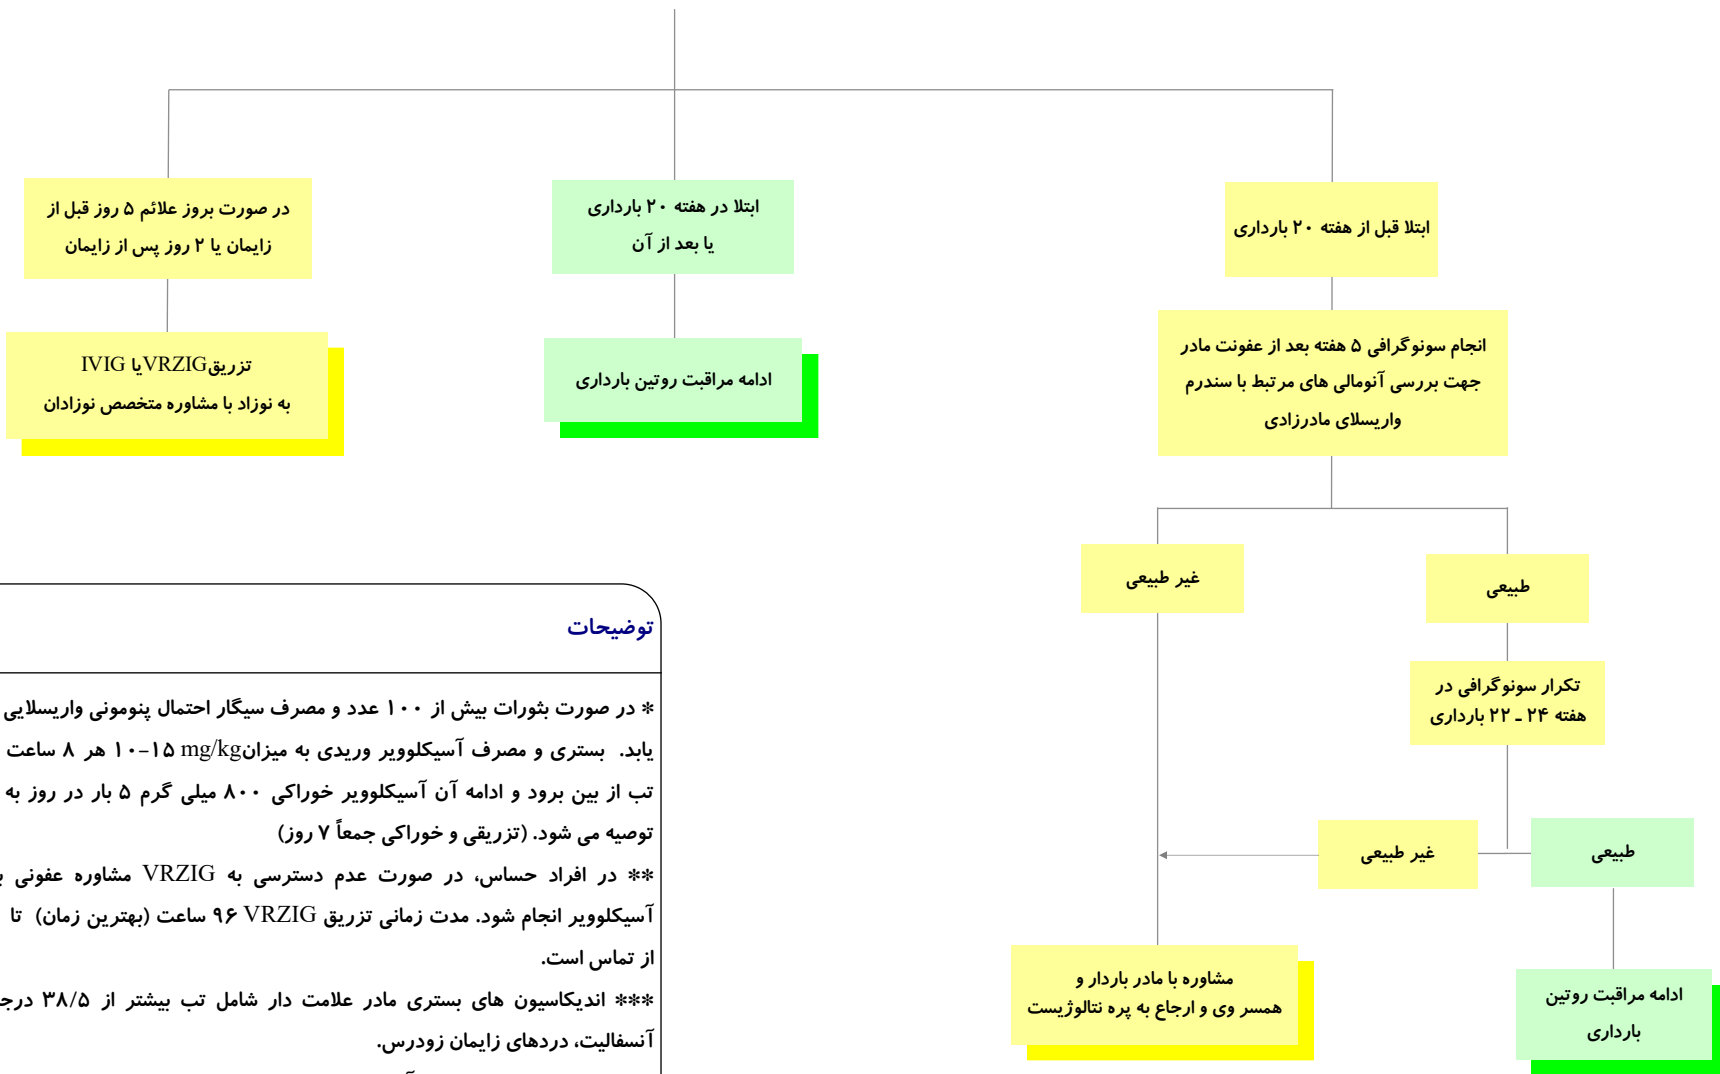 ابتلا قبل از هفته ۲۰ بارداری
ابتلا در هفته ۲۰ بارداری
یا بعد از آن
در صورت بروز علائم ۵ روز قبل از
زایمان یا ۲ روز پس از زایمان
انجام سونوگرافی ۵ هفته بعد از عفونت مادر
جهت بررسی آنومالی های مرتبط با سندرم
واریسلای مادرزادی
ادامه مراقبت روتین بارداری
تزریقVRZIGیا IVIG
به نوزاد با مشاوره متخصص نوزادان
طبیعی
غیر طبیعی
تکرار سونوگرافی در
هفته ۲۴ ـ ۲۲ بارداری
طبیعی
غیر طبیعی
ادامه مراقبت روتین
بارداری
مشاوره با مادر باردار و
همسر وی و ارجاع به پره نتالوژیست
توضیحات
* در صورت بثورات بیش از ۱۰۰ عدد و مصرف سیگار احتمال پنومونی واریسلایی
یابد. بستری و مصرف آسیکلوویر وریدی به میزانmg/kg ۱۰-۱۵ هر ۸ ساعت
تب از بین برود و ادامه آن آسیکلوویر خوراکی ۸۰۰ میلی گرم ۵ بار در روز به
توصیه می شود. (تزریقی و خوراکی جمعاً ۷ روز)
** در افراد حساس، در صورت عدم دسترسی به VRZIG مشاوره عفونی
آسیکلوویر انجام شود. مدت زمانی تزریق VRZIG ۹۶ ساعت (بهترین زمان) تا
از تماس است.
*** اندیکاسیون های بستری مادر علامت دار شامل تب بیشتر از ۳۸/۵
آنسفالیت، دردهای زایمان زودرس.